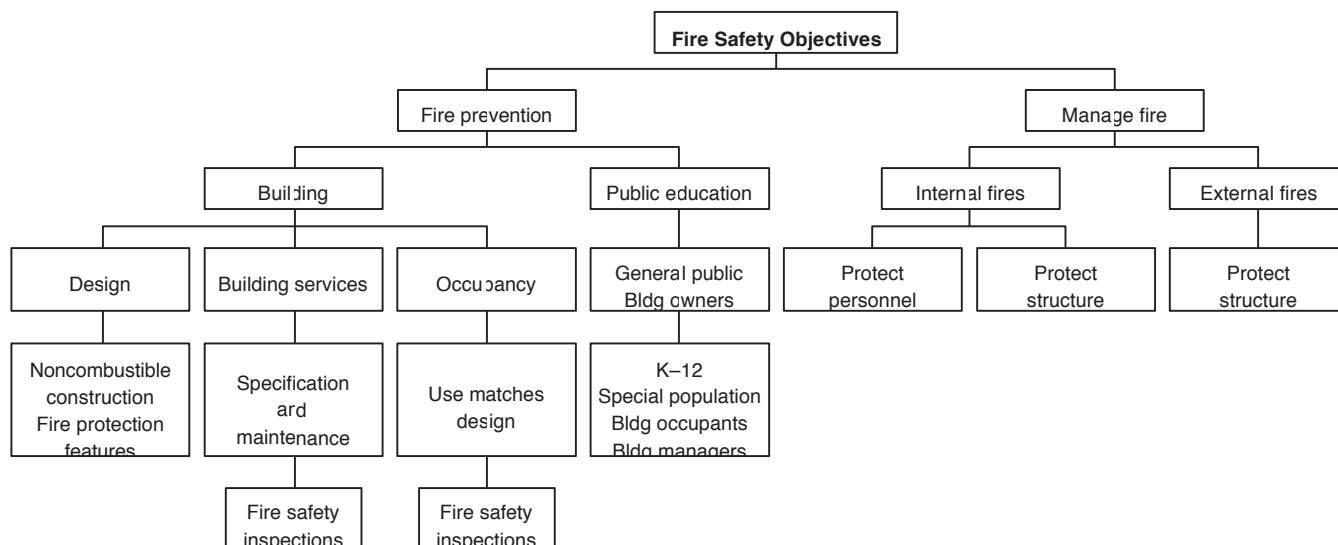 Fire Safety Objectives
Fire prevention
Manage fire
Building
Public education
Internal fires
External fires
Design
Building services
Occupancy
General public
Bldg owners
Protect
personnel
Protect
structure
Protect
structure
Noncombustible
construction
Fire protection
features
Specification
ard
maintenance
Use matches
design
K–12
Special population
Bldg occupants
Bldg managers
Fire safety
inspections
Fire safety
inspections